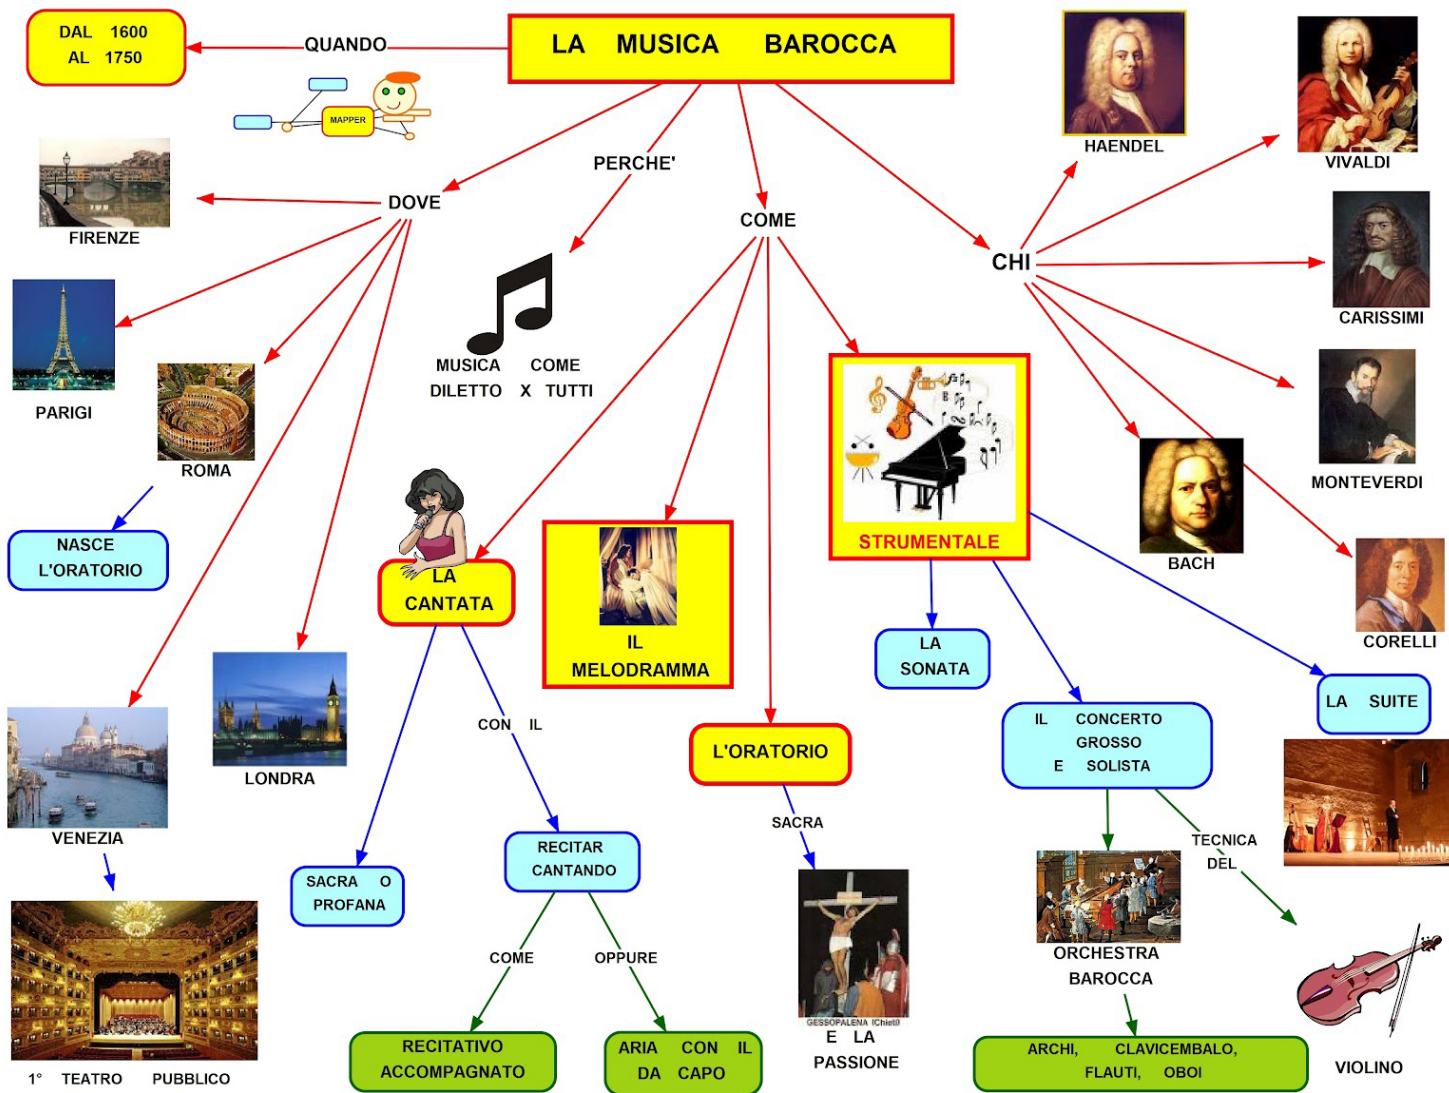 LA MUSICA BAROCCA
QUANDO
DAL 1600
AL 1750
MAPPER
DOVE
FIRENZE
PARIGI
ROMA
NASCE
L'ORATORIO
VENEZIA
1° TEATRO PUBBLICO
LONDRA
PERCHE'
MUSICA COME
DILETTO X TUTTI
COME
LA
CANTATA
SACRA O
PROFANA
CON IL
RECITAR
CANTANDO
COME
RECITATIVO
ACCOMPAGNATO
OPPURE
ARIA CON IL
DA CAPO
IL
MELODRAMMA
L'ORATORIO
SACRA
GESSOPALENA (Chieti)
E LA
PASSIONE
STRUMENTALE
LA
SONATA
IL CONCERTO
GROSSO
E SOLISTA
ORCHESTRA
BAROCCA
ARCHI, CLAVICEMBALO,
FLAUTI, OBOI
TECNICA
DEL
VIOLINO
LA SUITE
CHI
HAENDEL
VIVALDI
CARISSIMI
MONTEVERDI
BACH
CORELLI